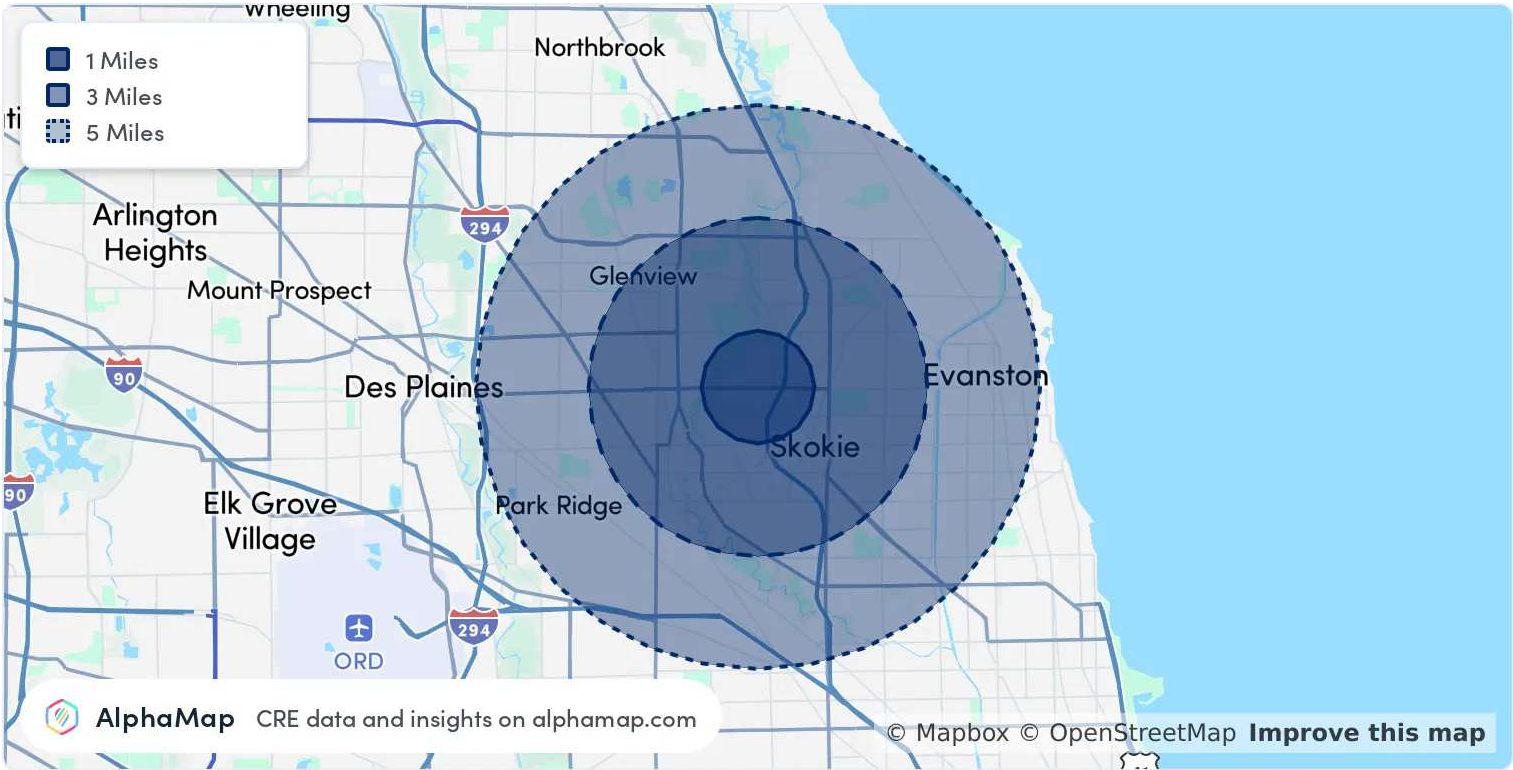 Wheeling
1 Miles
3 Miles
5 Miles
Northbrook
Arlington
Heights
294
Glenview
Mount Prospect
90
Des Plaines
Evanston
Skokie
90
Elk Grove
Village
Park Ridge
294
ORD
AlphaMap CRE data and insights on alphamap.com
© Mapbox © OpenStreetMap Improve this map